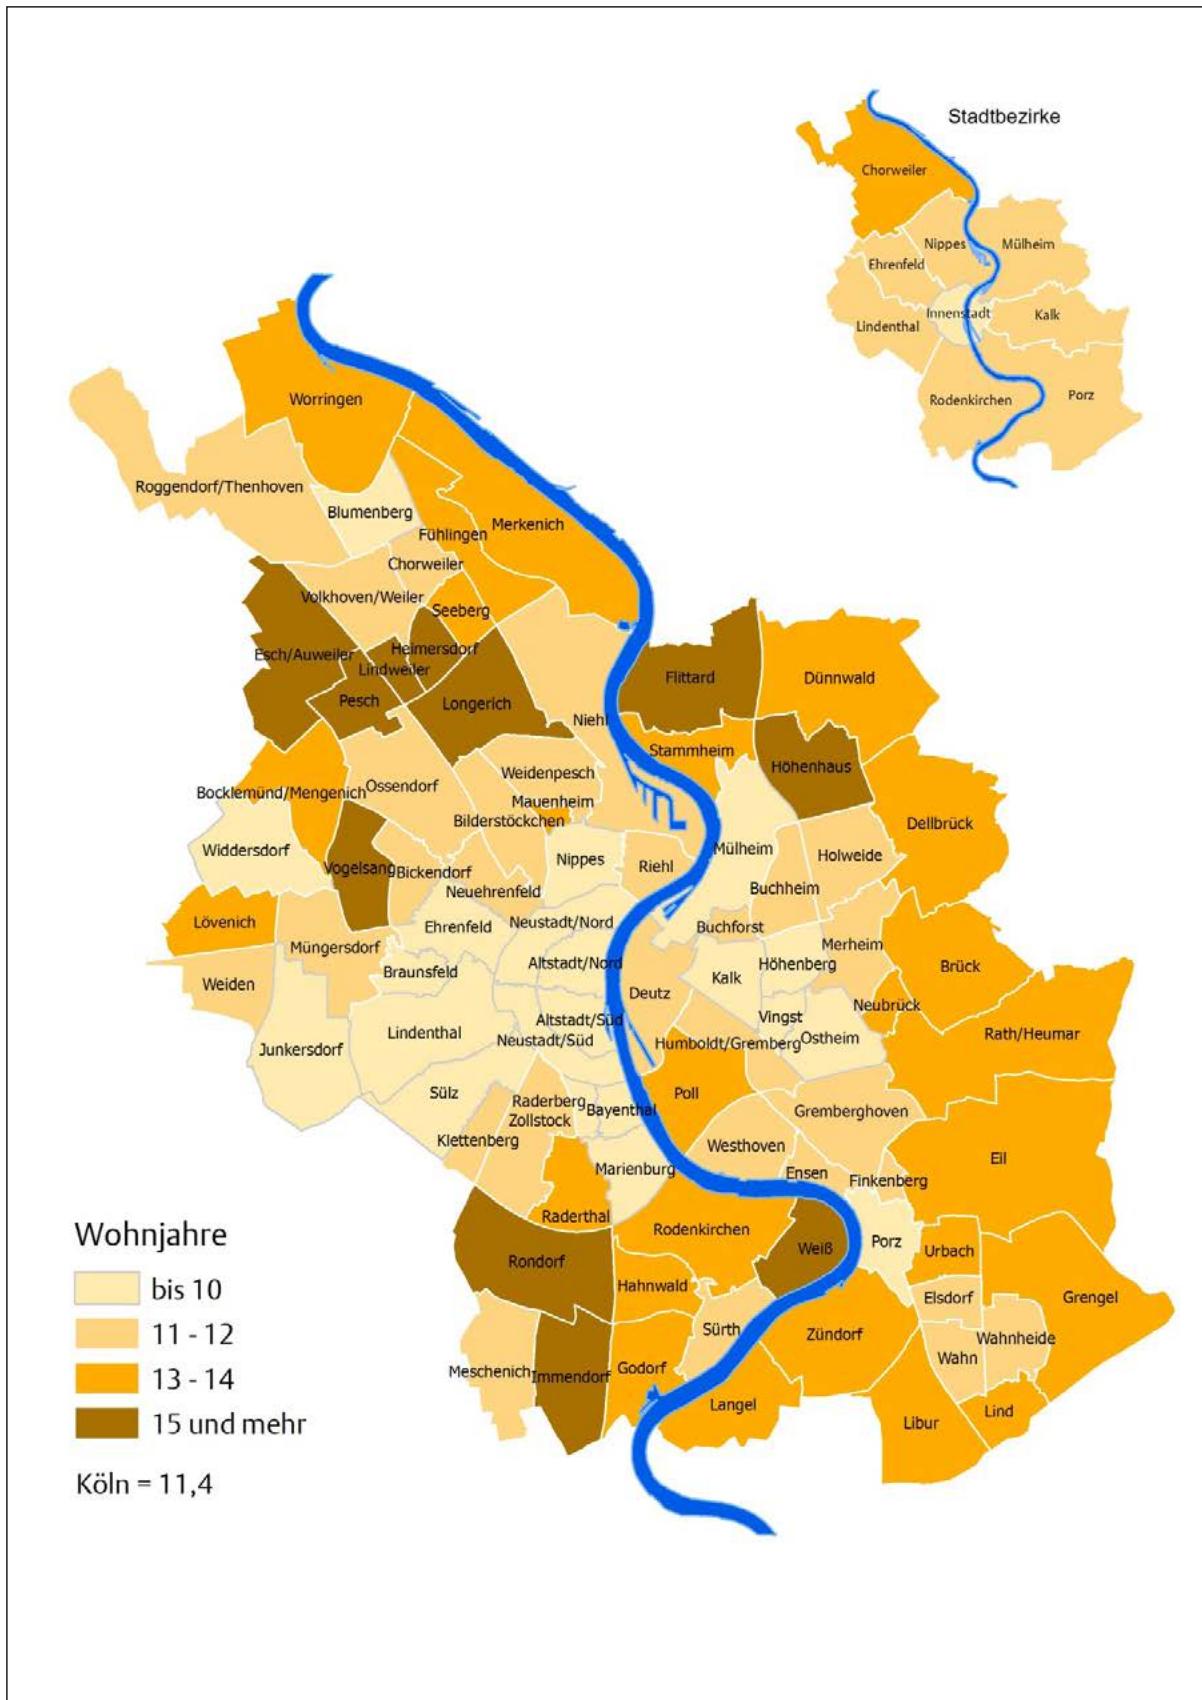 Stadtbezirke
Chorweiler
Nippes
Mülheim
Ehrenfeld
Innenstadt
Kalk
Lindenthal
Rodenkirchen
Porz
Worringen
Roggendorf/Thenhoven
Blumenberg
Merkenich
Fühlingen
Chorweiler
Volkhoven/Weiler
Seeberg
Heimersdorf
Esch/Auweiler
Lindweiler
Pesch
Longerich
Niehl
Flittard
Dünnwald
Stammheim
Höhenhaus
Weidenpesch
Ossendorf
Bocklemünd/Mengenich
Mauenheim
Bilderstöckchen
Dellbrück
Widdersdorf
Mülheim
Holweide
Nippes
Riehl
Vogelsang
Bickendorf
Neuehrenfeld
Buchheim
Lövenich
Ehrenfeld
Neustadt/Nord
Buchforst
Müngersdorf
Merheim
Altstadt/Nord
Höhenberg
Brück
Braunsfeld
Weiden
Kalk
Deutz
Neubrück
Vingst
Altstadt/Süd
Lindenthal
Neustadt/Süd
Ostheim
Rath/Heumar
Humboldt/Gremberg
Junkersdorf
Sülz
Poll
Raderberg
Bayenthal
Zollstock
Gremberghoven
Klettenberg
Westhoven
Eil
Marienburg
Ensen
Finkenberg
Raderthal
Rodenkirchen
Porz
Weiß
Urbach
Rondorf
Hahnwald
Elsdorf
Grengel
Sürth
Zündorf
Wahnheide
Wahn
Meschenich
Immendorf
Godorf
Langel
Libur
Lind
Wohnjahre
bis 10
11 - 12
13 - 14
15 und mehr
Köln = 11,4